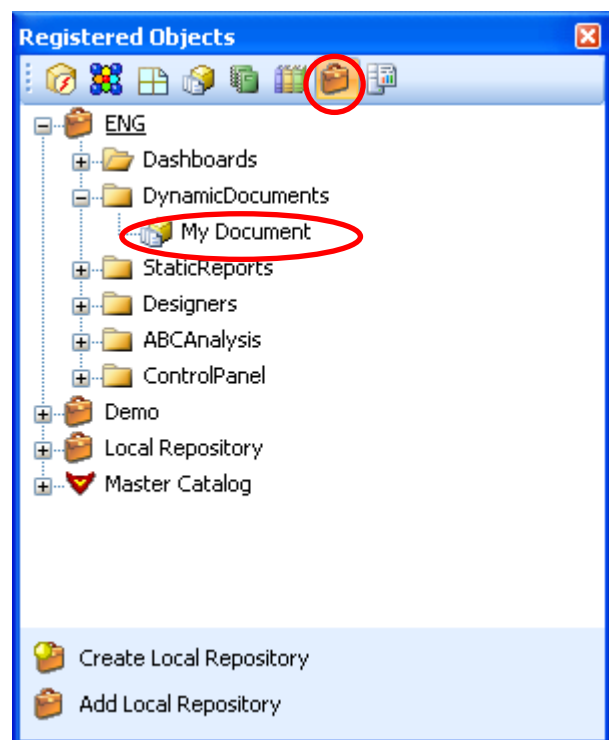 Registered Objects
ENG
Dashboards
DynamicDocuments
My Document
StaticReports
Designers
ABCAnalysis
ControlPanel
Demo
Local Repository
Master Catalog
Create Local Repository
Add Local Repository